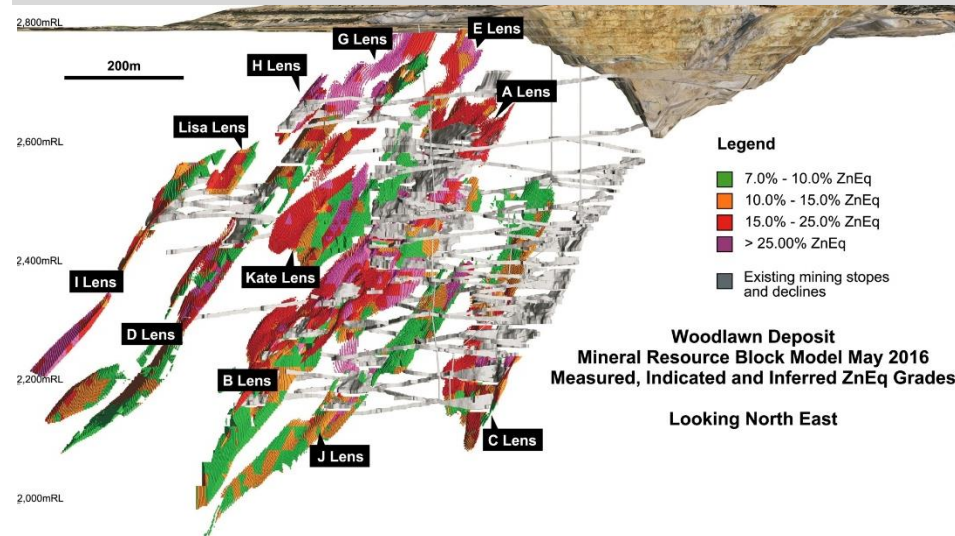 2,800mRL
E Lens
G Lens
200m
H Lens
A Lens
Lisa Lens
2,600mRL
Legend
7.0% - 10.0% ZnEq
10.0% - 15.0% ZnEq
15.0% - 25.0% ZnEq
> 25.00% ZnEq
Existing mining stopes
and declines
2,400mRL
Kate Lens
I Lens
D Lens
Woodlawn Deposit
Mineral Resource Block Model May 2016
Measured, Indicated and Inferred ZnEq Grades
2,200mRL
B Lens
Looking North East
C Lens
J Lens
2,000mRL